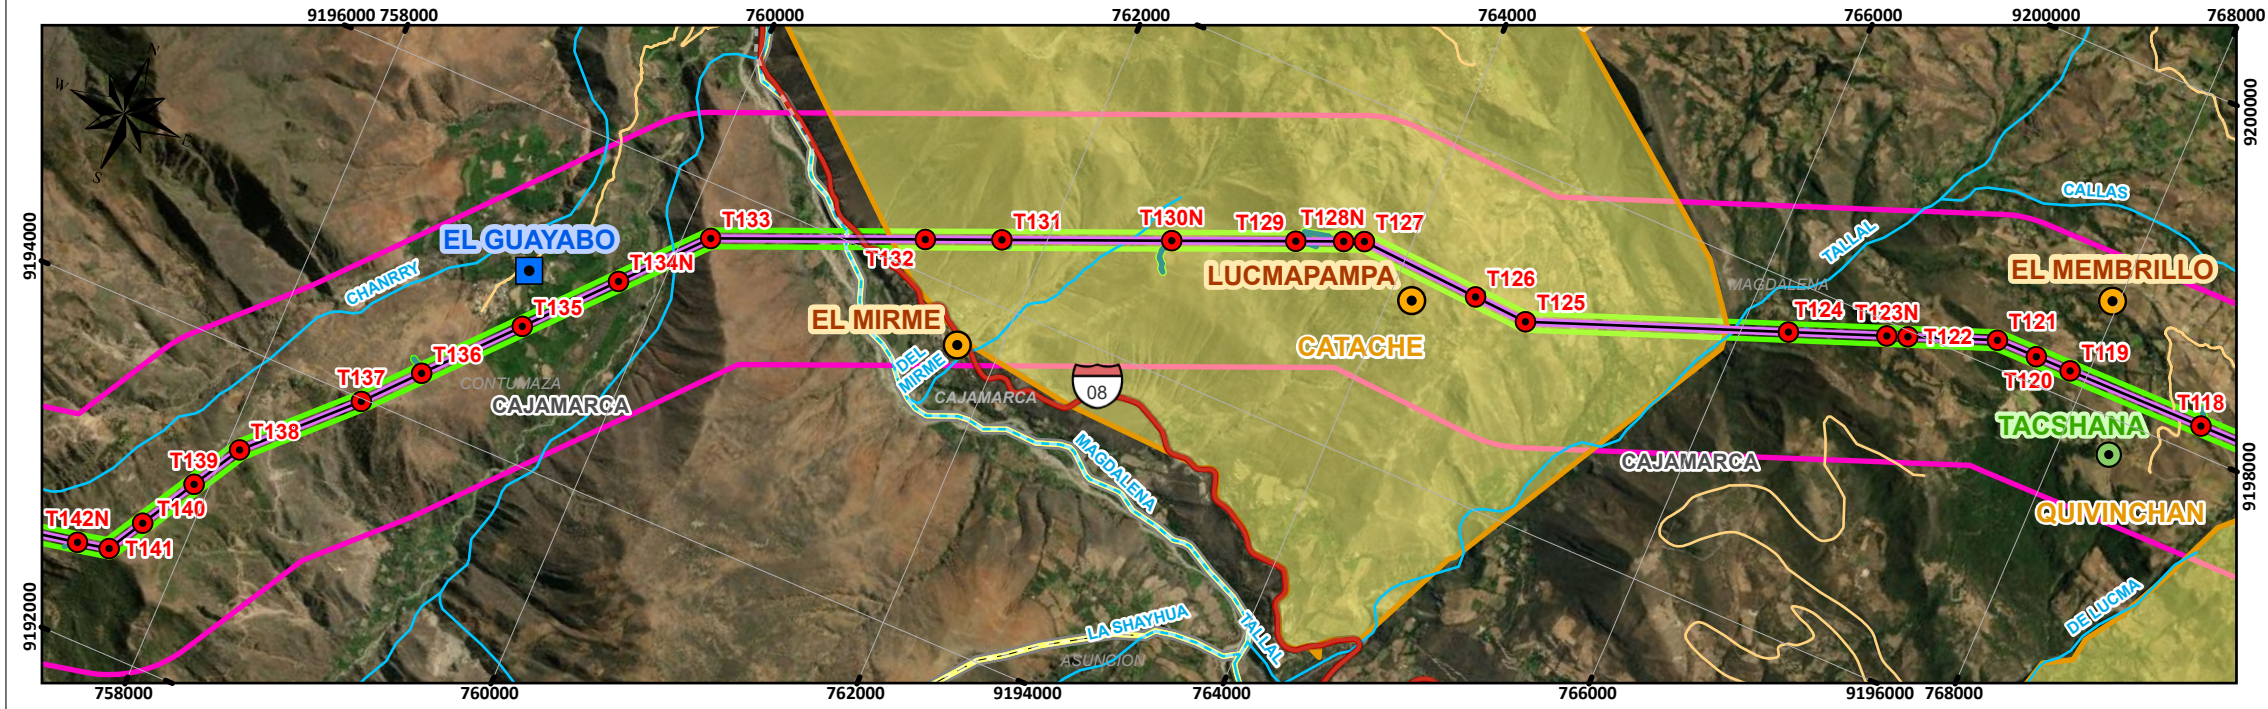 9196000 758000
760000
762000
764000
766000
9200000
768000
N
W
E
S
9200000
CALLAS
TALLAL
T133
T131
T130N
T129
T128N
T127
EL GUAYABO
9194000
T132
T134N
CHANRRY
LUCMAPAMPA
T126
MAGDALENA
EL MEMBRILLO
T135
EL MIRME
T125
T124
T123N
T122
T121
CATACHE
T136
DEL
MIRME
T137
CONTUMAZA
CAJAMARCA
CAJAMARCA
08
T120
T119
T118
TACSHANA
T138
T139
MAGDALENA
CAJAMARCA
9198000
T140
T142N
T141
QUIVINCHAN
9192000
DE LUCMA
LA SHAYHUA
TALLAL
ASUNCION
758000
760000
762000
9194000
764000
766000
9196000
768000